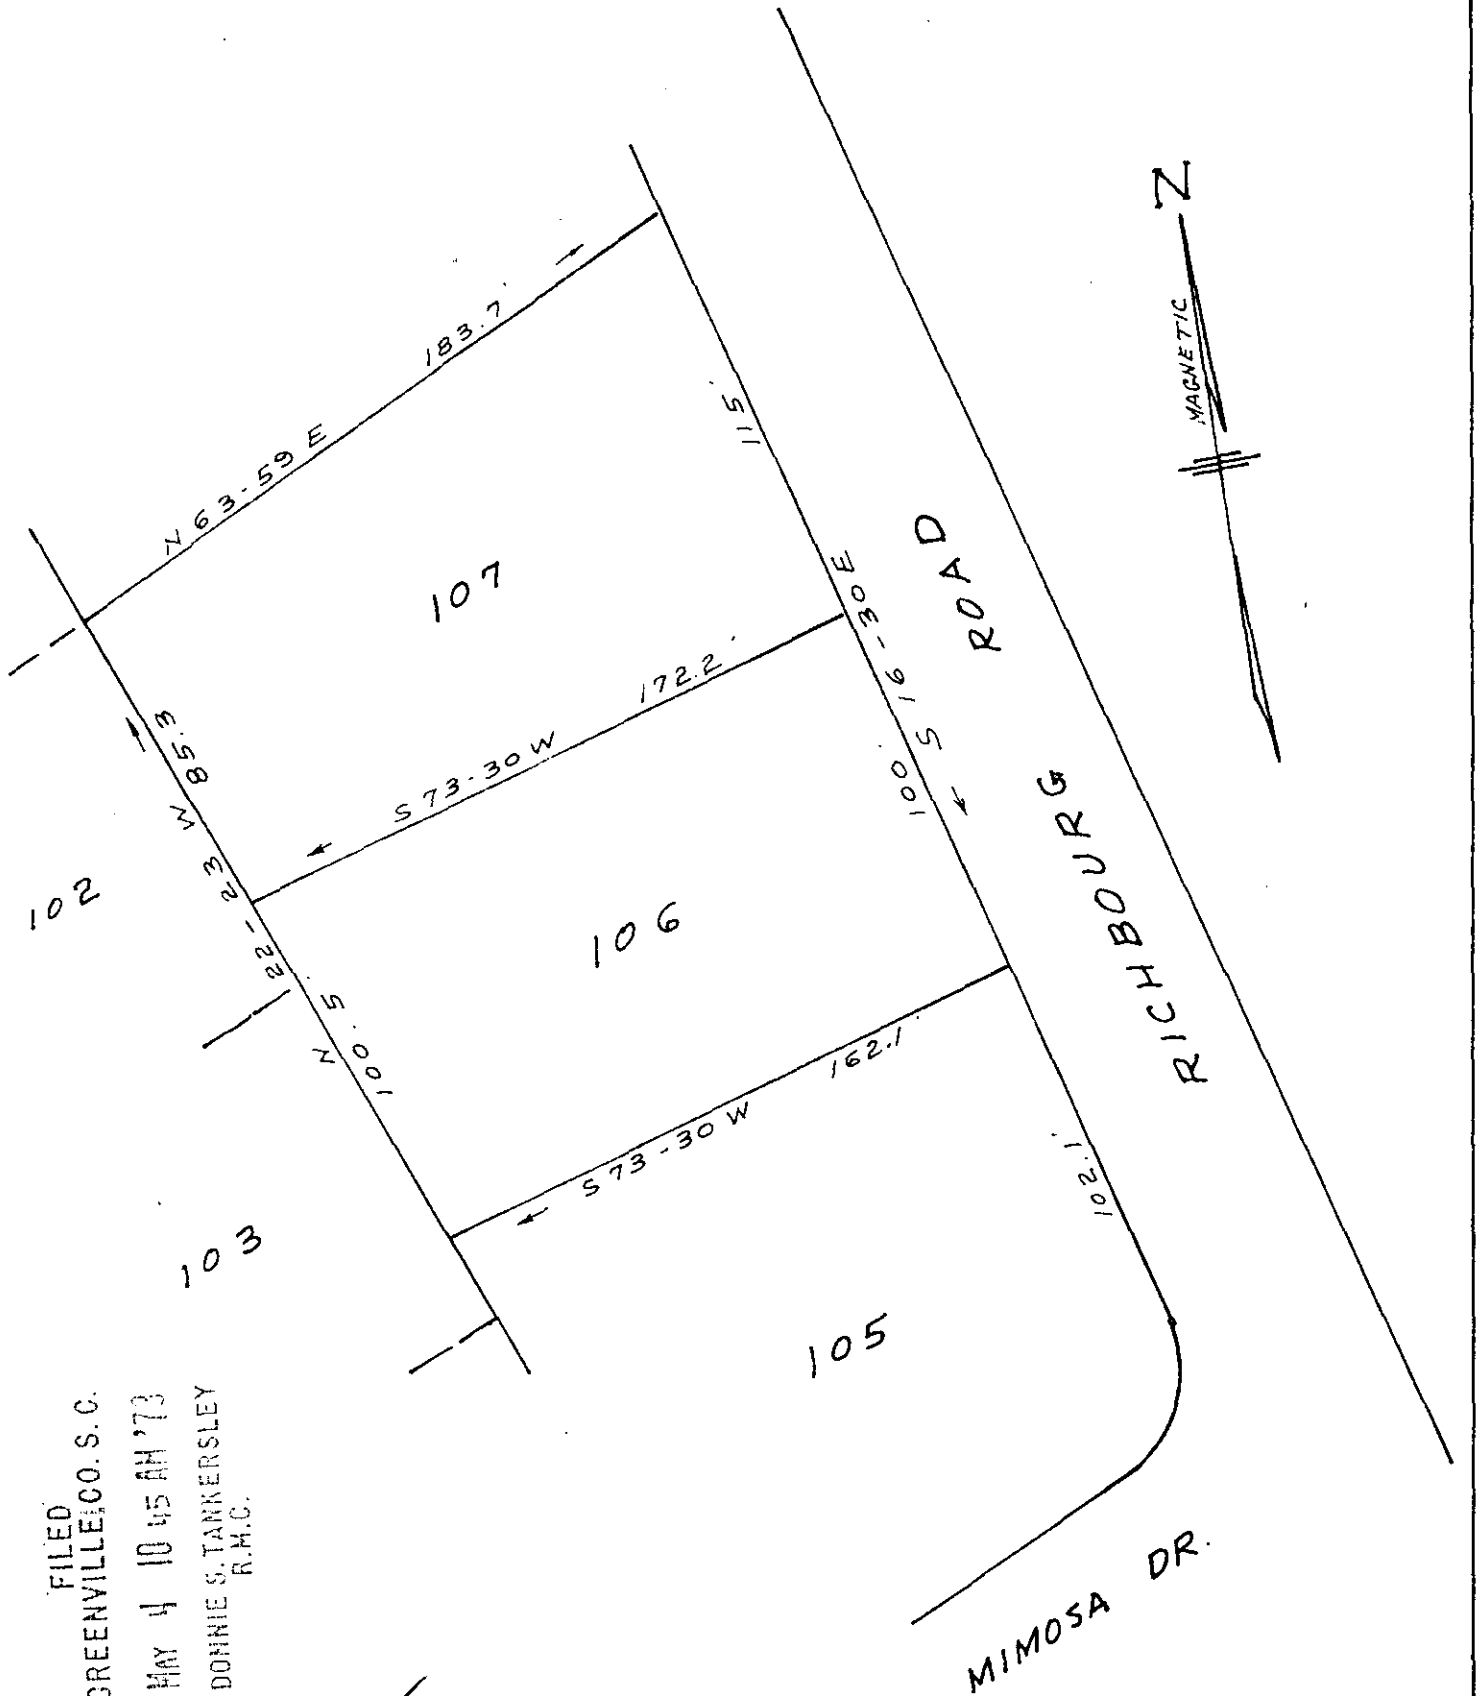 N
MAGNETIC
N 63-59 E 183.7'
115'
107
S 16-30 E
100
S 73-30 W 172.2'
N 22-23 W 85.3
100.5
102
106
ROAD
RICHBOURG
S 73-30 W 162.1'
102.1'
103
105
MIMOSA DR.
FILED
GREENVILLE CO. S. C.
MAY 4 10 45 AM '73
DONNIE S. TANKERSLEY
R.M.C.